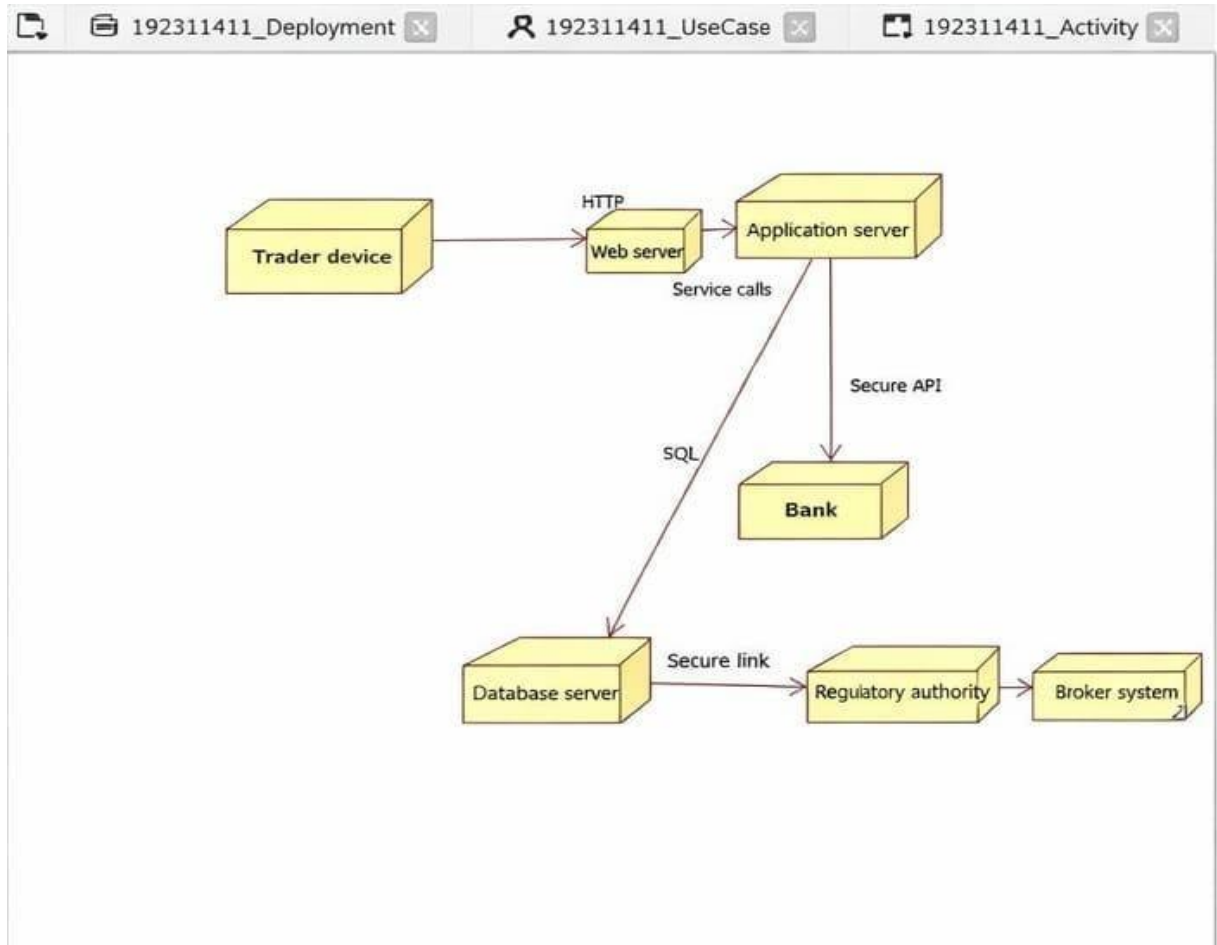 192311411_Deployment
192311411_UseCase
192311411_Activity
HTTP
Trader device
Web server
Application server
Service calls
Secure API
SQL
Bank
Secure link
Database server
Regulatory authority
Broker system